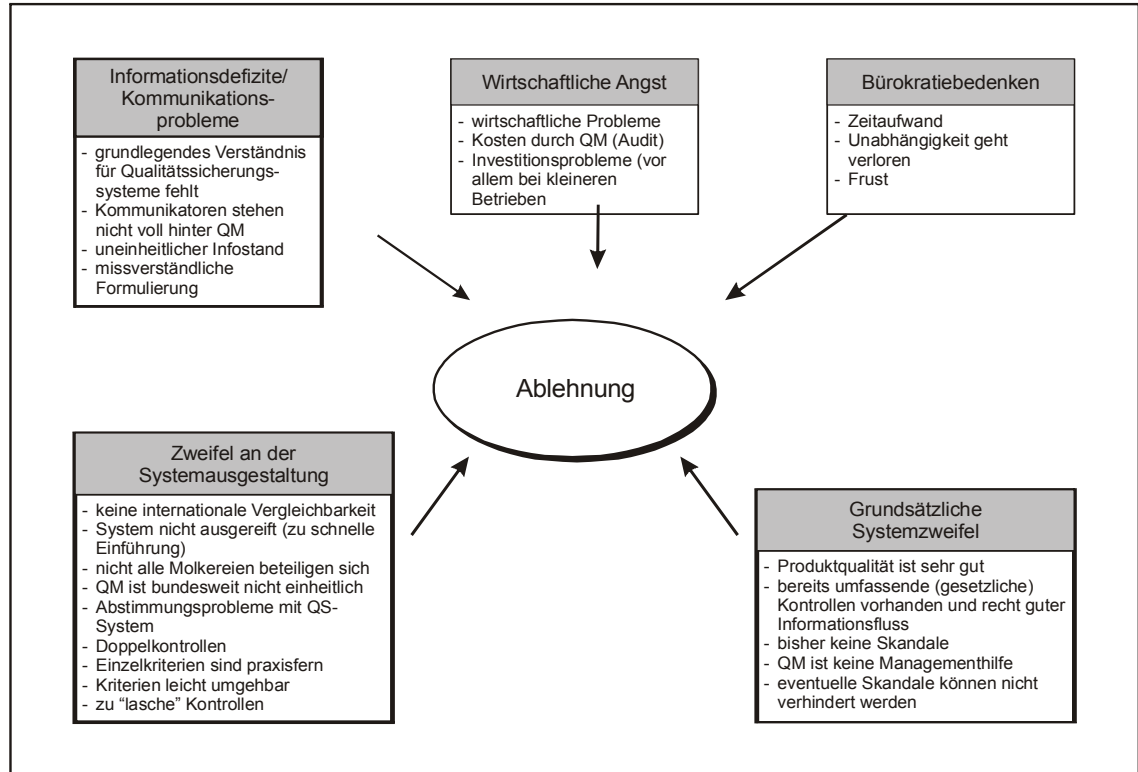 Informationsdefizite/
Kommunikations-
probleme
- grundlegendes Verständnis
für Qualitätssicherungs-
systeme fehlt
- Kommunikatoren stehen
nicht voll hinter QM
- uneinheitlicher Infostand
- missverständliche
Formulierung
Wirtschaftliche Angst
- wirtschaftliche Probleme
- Kosten durch QM (Audit)
- Investitionsprobleme (vor
allem bei kleineren
Betrieben
Bürokratiebedenken
- Zeitaufwand
- Unabhängigkeit geht
verloren
- Frust
Ablehnung
Zweifel an der
Systemausgestaltung
- keine internationale Vergleichbarkeit
- System nicht ausgereift (zu schnelle
Einführung)
- nicht alle Molkereien beteiligen sich
- QM ist bundesweit nicht einheitlich
- Abstimmungsprobleme mit QS-
System
- Doppelkontrollen
- Einzelkriterien sind praxisfern
- Kriterien leicht umgehbar
- zu “lasche” Kontrollen
Grundsätzliche
Systemzweifel
- Produktqualität ist sehr gut
- bereits umfassende (gesetzliche)
Kontrollen vorhanden und recht guter
Informationsfluss
- bisher keine Skandale
- QM ist keine Managementhilfe
- eventuelle Skandale können nicht
verhindert werden